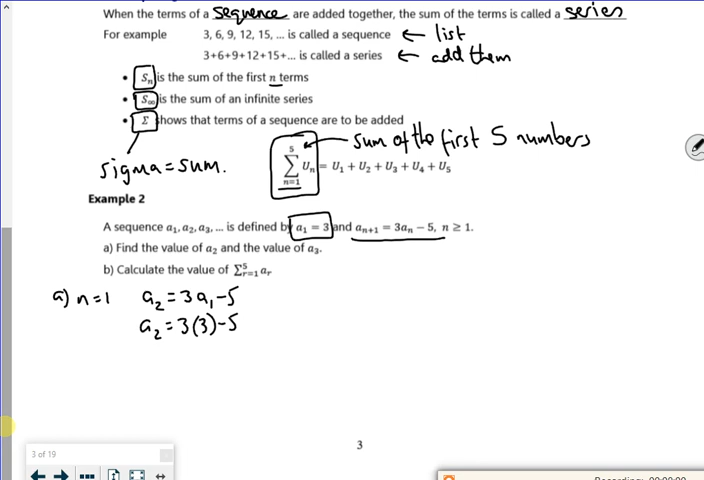 When the terms of a sequence are added together, the sum of the terms is called a series
For example 3, 6, 9, 12, 15, ... is called a sequence ← list
3+6+9+12+15+... is called a series ← add them
• Sₙ is the sum of the first n terms
• S∞ is the sum of an infinite series
• Σ shows that terms of a sequence are to be added
sum of the first 5 numbers
sigma = sum.
5
∑ Uₙ = U₁ + U₂ + U₃ + U₄ + U₅
n=1
Example 2
A sequence a₁, a₂, a₃, ... is defined by a₁ = 3 and aₙ₊₁ = 3aₙ − 5, n ≥ 1.
a) Find the value of a₂ and the value of a₃.
b) Calculate the value of Σ⁵ᵣ₌₁ aᵣ
a) n=1 a₂ = 3a₁ − 5
a₂ = 3(3) − 5
3
3 of 19